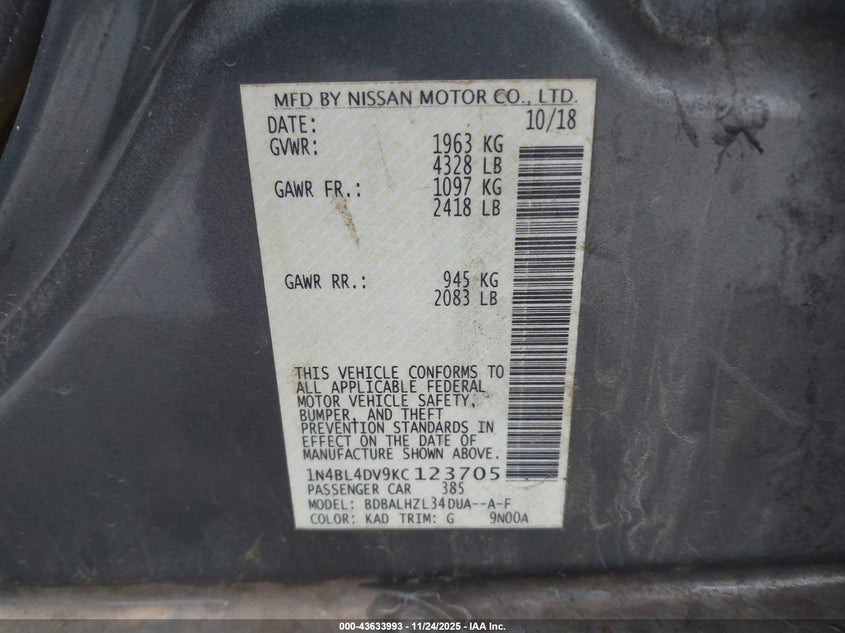 MFD BY NISSAN MOTOR CO., LTD.
DATE: 10/18
GVWR: 1963 KG
4328 LB
GAWR FR.: 1097 KG
2418 LB
GAWR RR.: 945 KG
2083 LB
THIS VEHICLE CONFORMS TO
ALL APPLICABLE FEDERAL
MOTOR VEHICLE SAFETY,
BUMPER, AND THEFT
PREVENTION STANDARDS IN
EFFECT ON THE DATE OF
MANUFACTURE SHOWN ABOVE.
1N4BL4DV9KC123705
PASSENGER CAR 385
MODEL: BDBALHZL34DUA--A-F
COLOR: KAD TRIM: G 9N00A
000-43633993 - 11/24/2025 - IAA Inc.